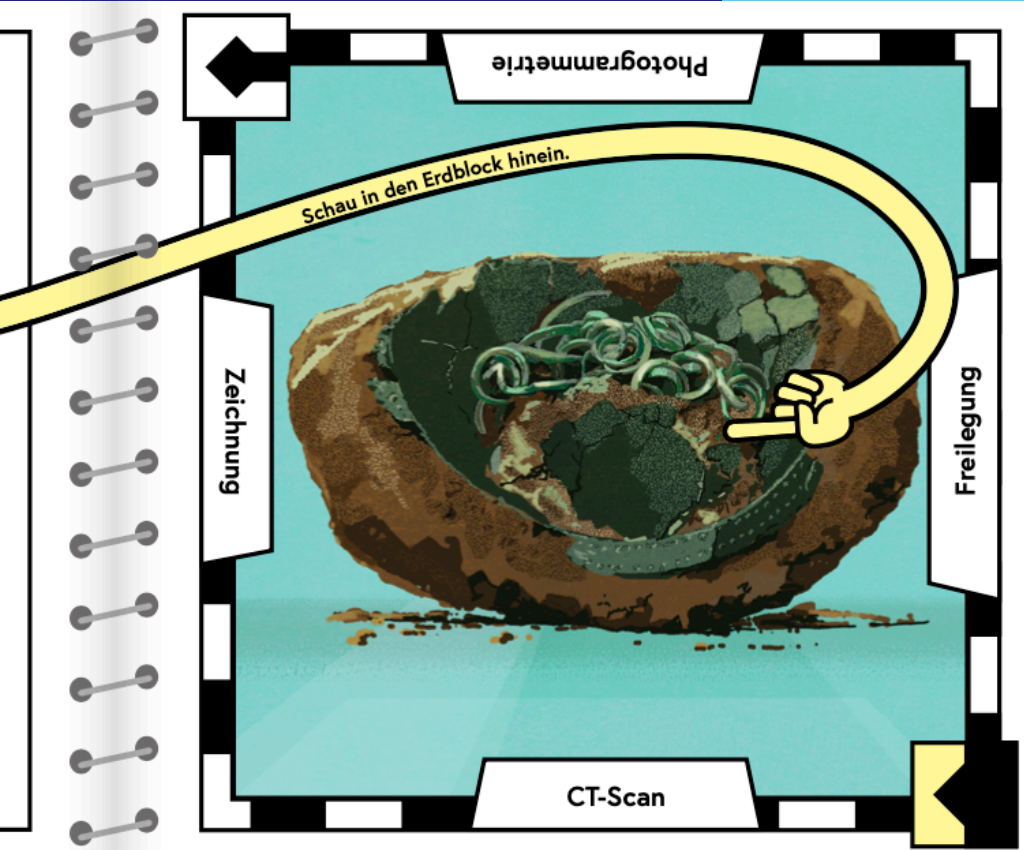 Photogrammetrie
Schau in den Erdblock hinein.
Zeichnung
Freilegung
CT-Scan